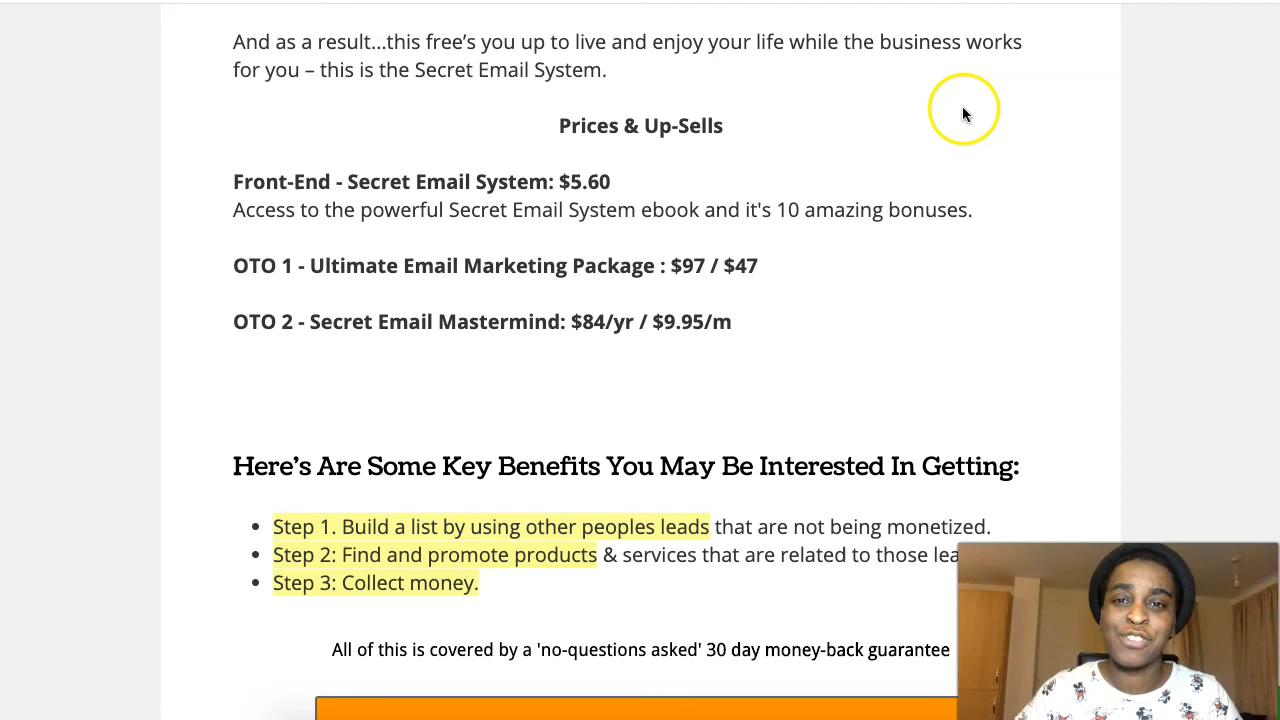 And as a result...this free’s you up to live and enjoy your life while the business works
for you – this is the Secret Email System.
Prices & Up-Sells
Front-End - Secret Email System: $5.60
Access to the powerful Secret Email System ebook and it's 10 amazing bonuses.
OTO 1 - Ultimate Email Marketing Package : $97 / $47
OTO 2 - Secret Email Mastermind: $84/yr / $9.95/m
Here’s Are Some Key Benefits You May Be Interested In Getting:
Step 1. Build a list by using other peoples leads that are not being monetized.
Step 2: Find and promote products & services that are related to those
Step 3: Collect money.
All of this is covered by a 'no-questions asked' 30 day money-back guarantee